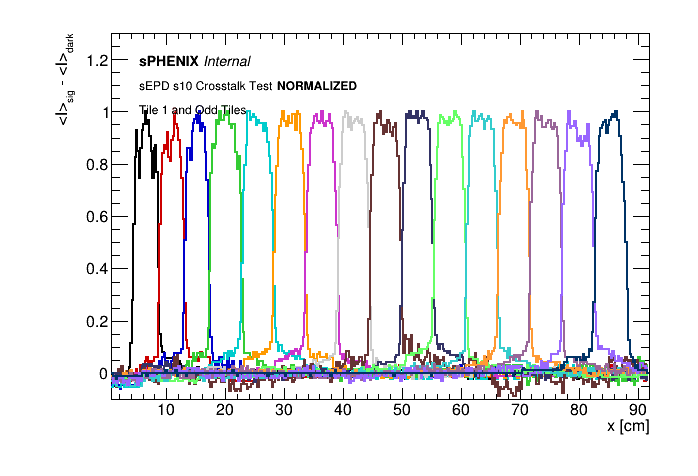 <I>sig - <I>dark
sPHENIX Internal
sEPD s10 Crosstalk Test NORMALIZED
Tile 1 and Odd Tiles
1.2
1
0.8
0.6
0.4
0.2
0
10 20 30 40 50 60 70 80 90
x [cm]